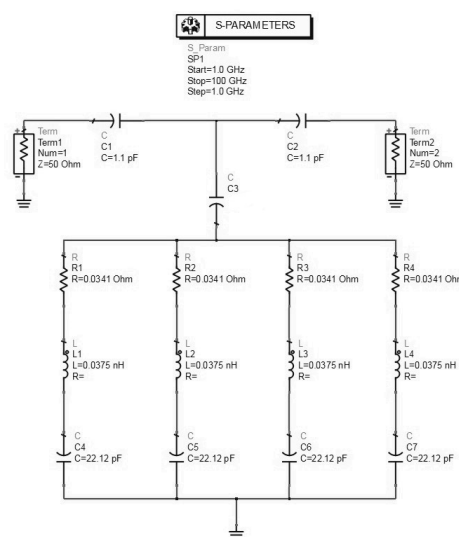 S-PARAMETERS
S_Param
SP1
Start=1.0 GHz
Stop=100 GHz
Step=1.0 GHz
Term
Term1
Num=1
Z=50 Ohm
C
C1
C=1.1 pF
C
C2
C=1.1 pF
Term
Term2
Num=2
Z=50 Ohm
C
C3
R
R1
R=0.0341 Ohm
R
R2
R=0.0341 Ohm
R
R3
R=0.0341 Ohm
R
R4
R=0.0341 Ohm
L
L1
L=0.0375 nH
R=
L
L2
L=0.0375 nH
R=
L
L3
L=0.0375 nH
R=
L
L4
L=0.0375 nH
R=
C
C4
C=22.12 pF
C
C5
C=22.12 pF
C
C6
C=22.12 pF
C
C7
C=22.12 pF